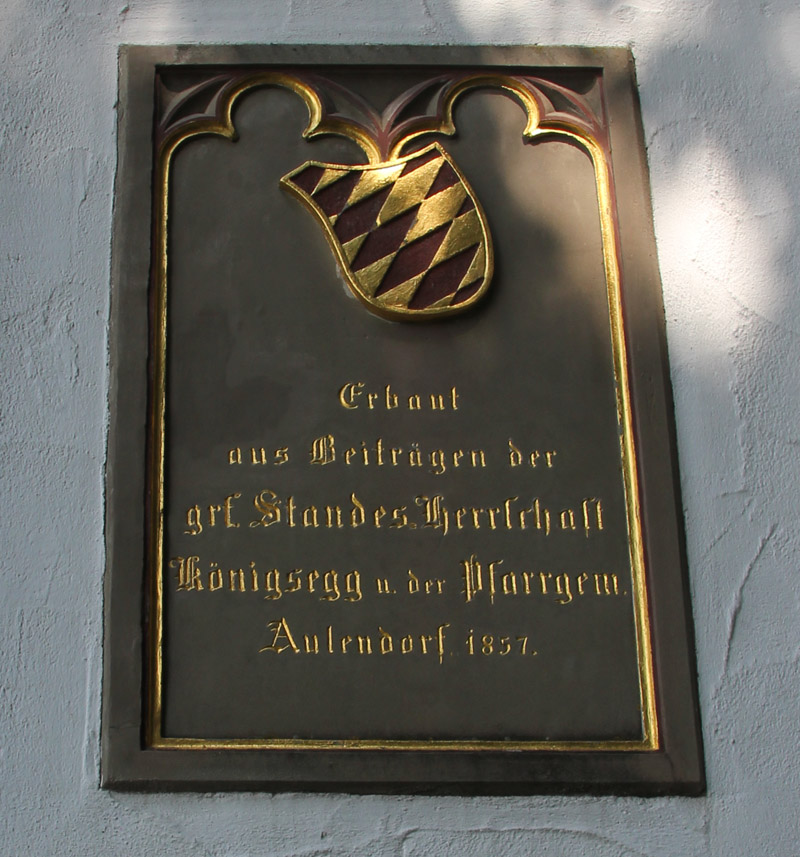 Erbaut
aus Beiträgen der
grf. Standes-Herrschaft
Königsegg u. der Pfarrgem.
Aulendorf 1857.